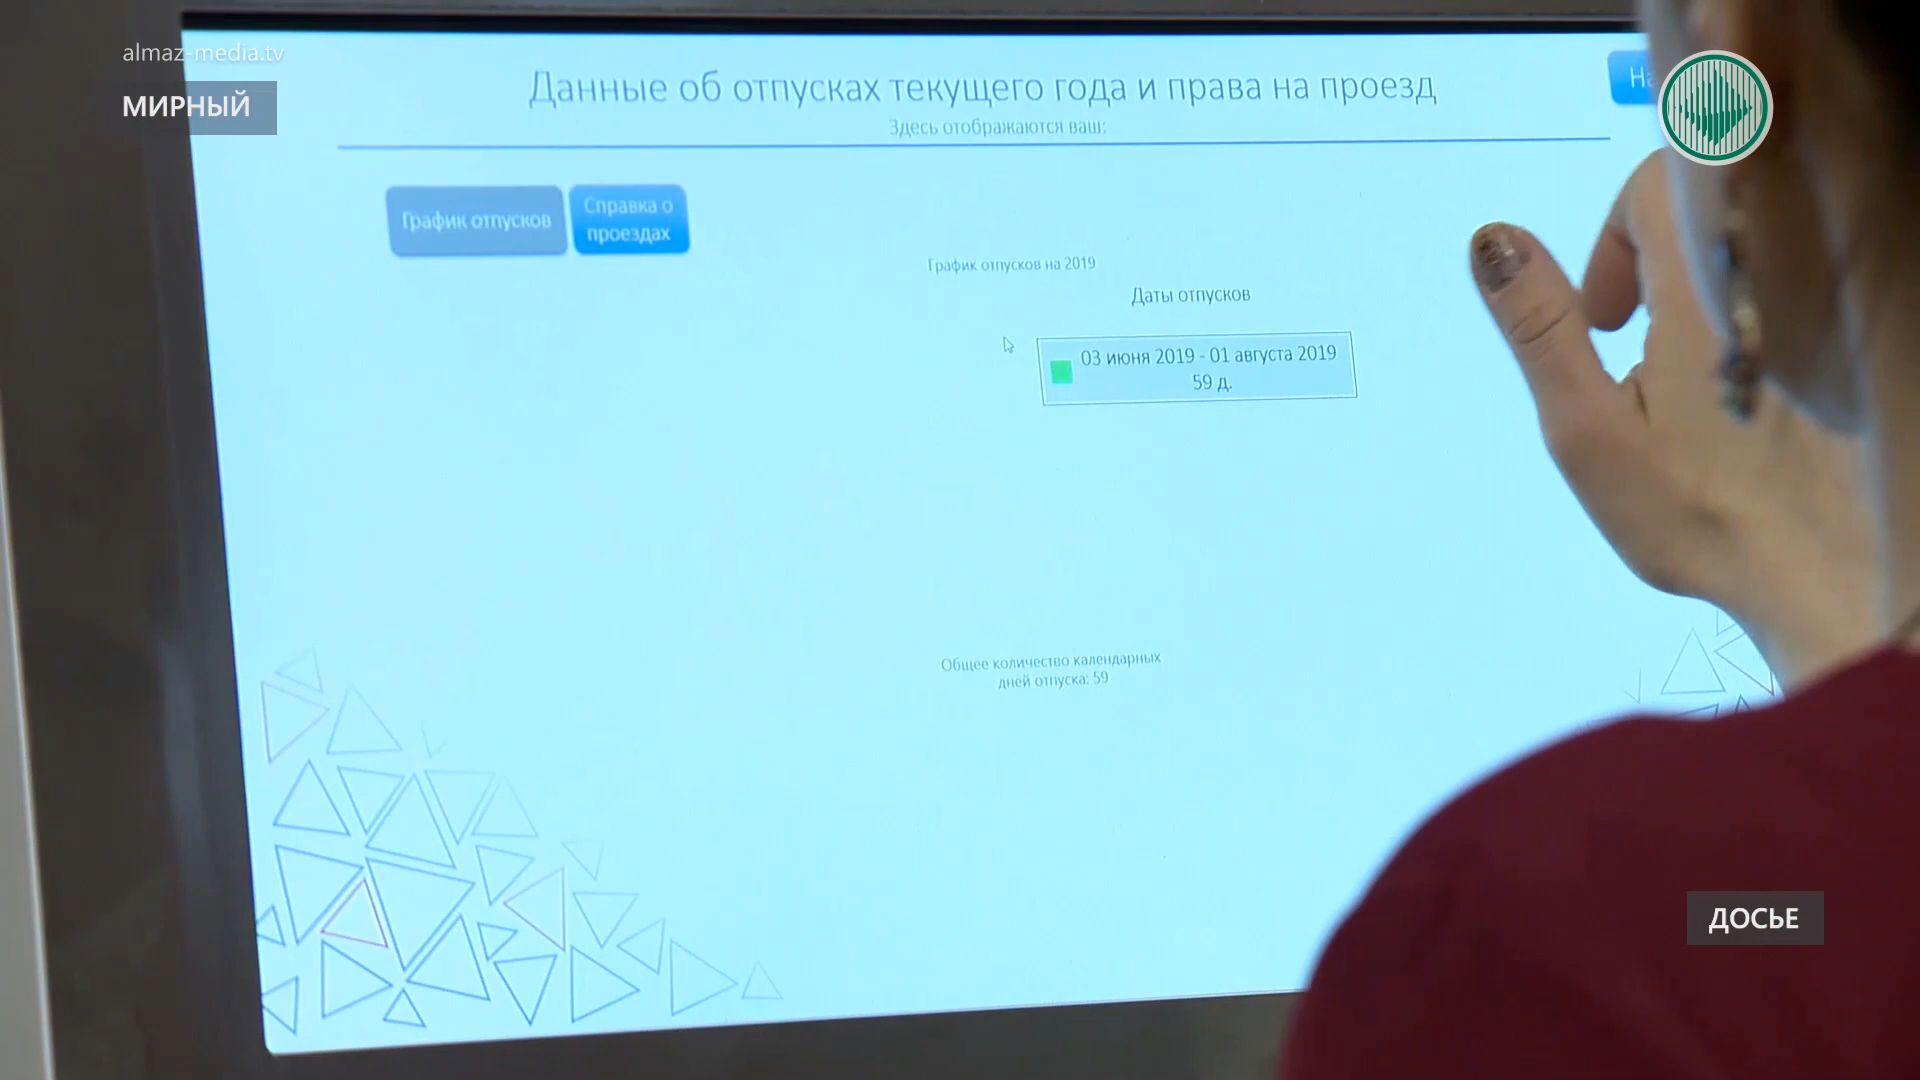 almaz-media.tv
МИРНЫЙ
Данные об отпусках текущего года и права на проезд
Здесь отображаются ваш:
График отпусков
Справка о
проездах
График отпусков на 2019
Даты отпусков
03 июня 2019 - 01 августа 2019
59 д.
Общее количество календарных
дней отпуска: 59
ДОСЬЕ